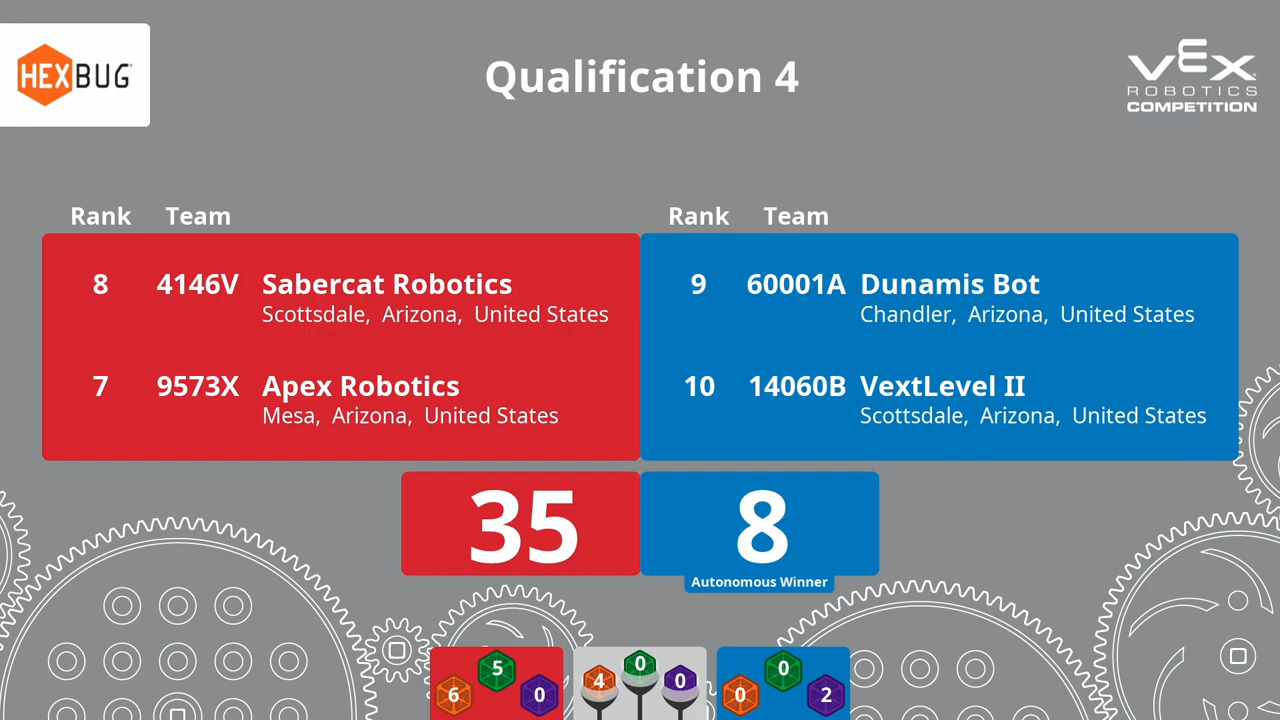 HEXBUG
Qualification 4
VEX
ROBOTICS
COMPETITION
Rank Team
8 4146V Sabercat Robotics
Scottsdale, Arizona, United States
7 9573X Apex Robotics
Mesa, Arizona, United States
Rank Team
9 60001A Dunamis Bot
Chandler, Arizona, United States
10 14060B VextLevel II
Scottsdale, Arizona, United States
35 8
Autonomous Winner
5
6 0
0
4 0
0
0 2